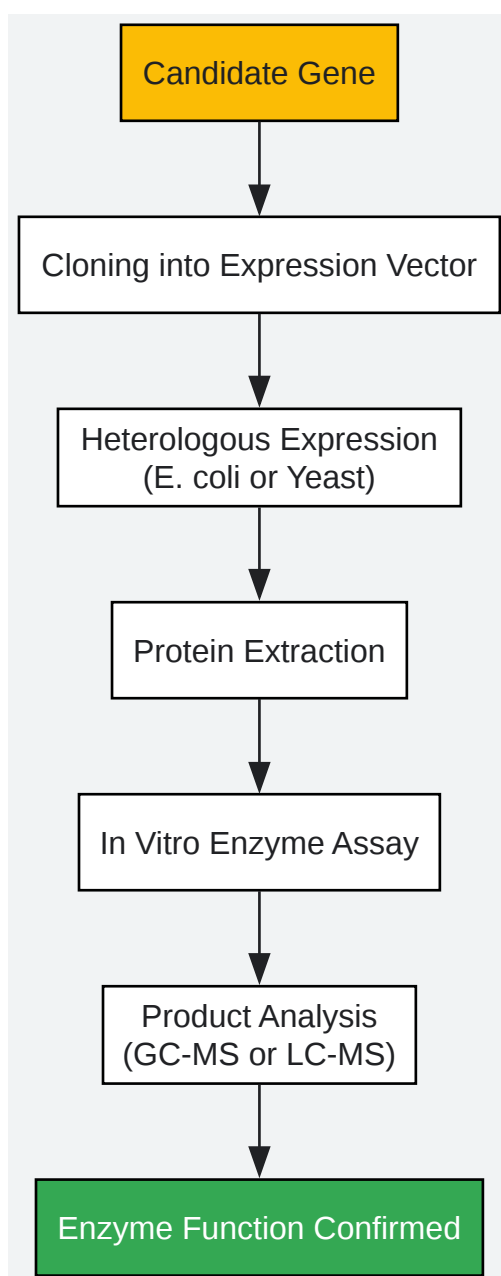 Candidate Gene
Cloning into Expression Vector
Heterologous Expression
(E. coli or Yeast)
Protein Extraction
In Vitro Enzyme Assay
Product Analysis
(GC-MS or LC-MS)
Enzyme Function Confirmed